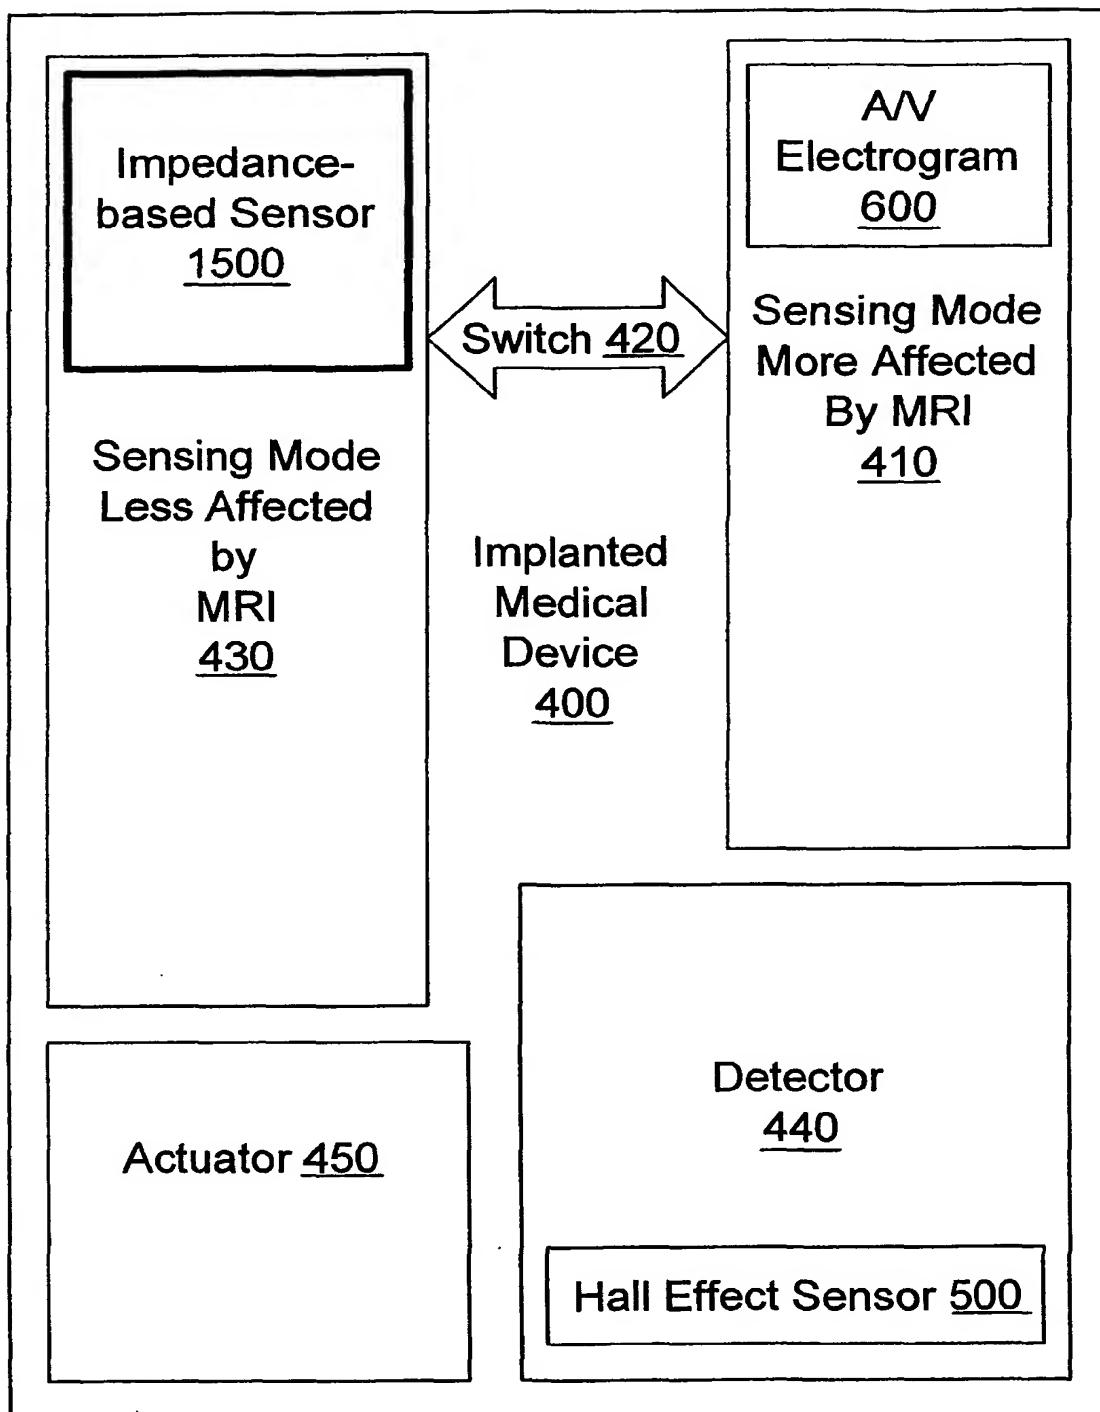 Impedance-
based Sensor
1500
Sensing Mode
Less Affected
by
MRI
430
Switch 420
A/V
Electrogram
600
Sensing Mode
More Affected
By MRI
410
Implanted
Medical
Device
400
Actuator 450
Detector
440
Hall Effect Sensor 500